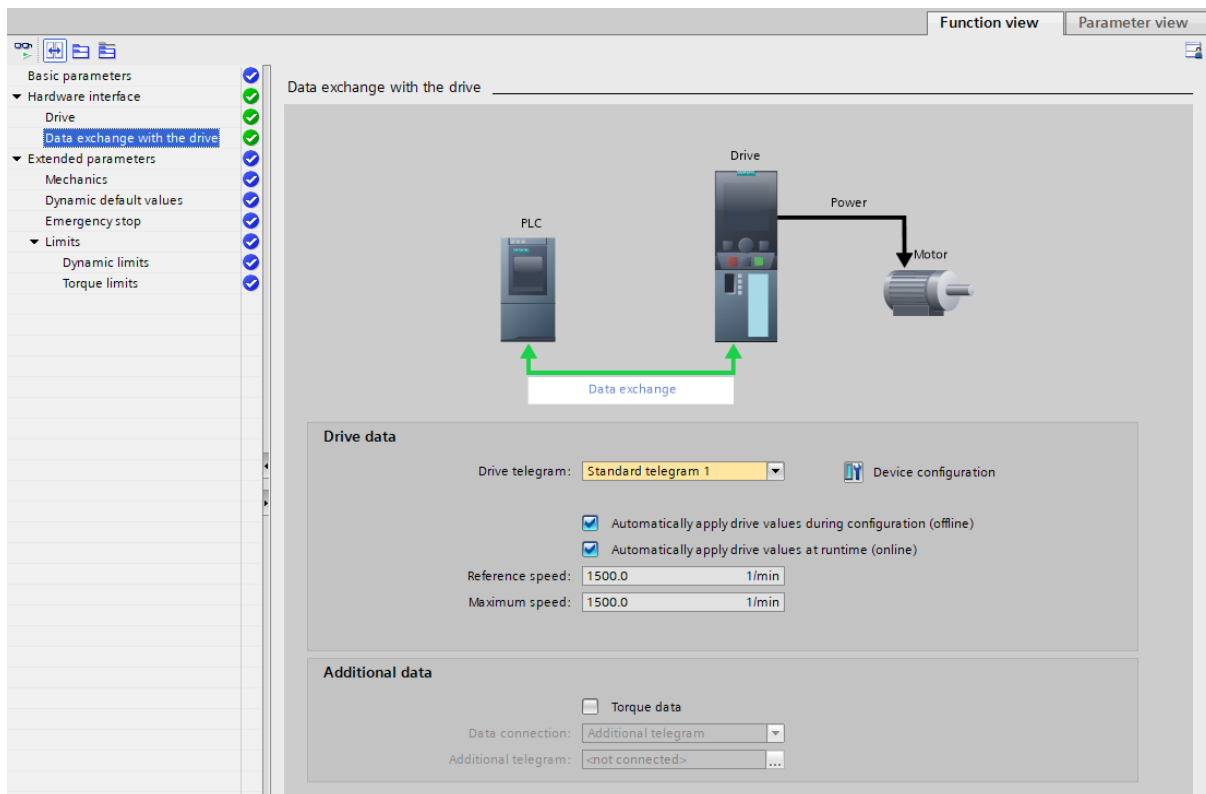 Function view
Parameter view
Basic parameters
Hardware interface
Drive
Data exchange with the drive
Extended parameters
Mechanics
Dynamic default values
Emergency stop
Limits
Dynamic limits
Torque limits
Data exchange with the drive
Drive
Power
PLC
Motor
Data exchange
Drive data
Drive telegram: Standard telegram 1 Device configuration
Automatically apply drive values during configuration (offline)
Automatically apply drive values at runtime (online)
Reference speed: 1500.0 1/min
Maximum speed: 1500.0 1/min
Additional data
Torque data
Data connection: Additional telegram
Additional telegram: <not connected> ...